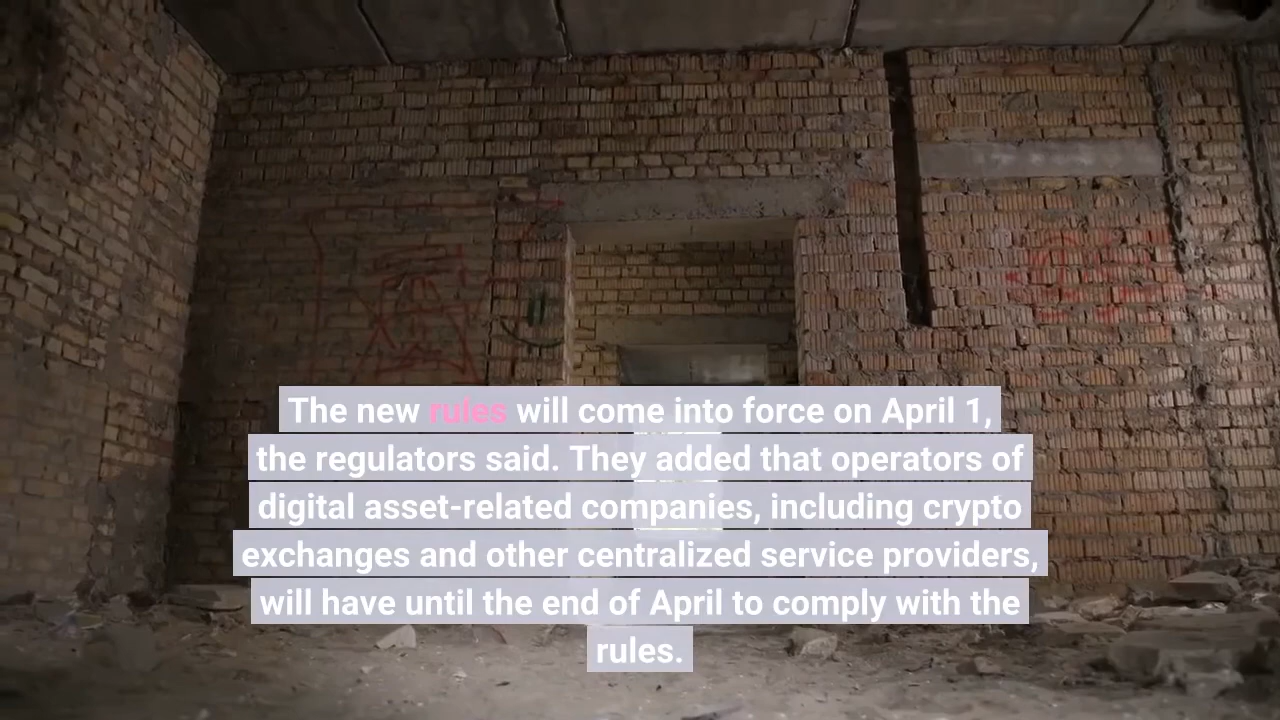 The new rules will come into force on April 1,
the regulators said. They added that operators of
digital asset-related companies, including crypto
exchanges and other centralized service providers,
will have until the end of April to comply with the
rules.